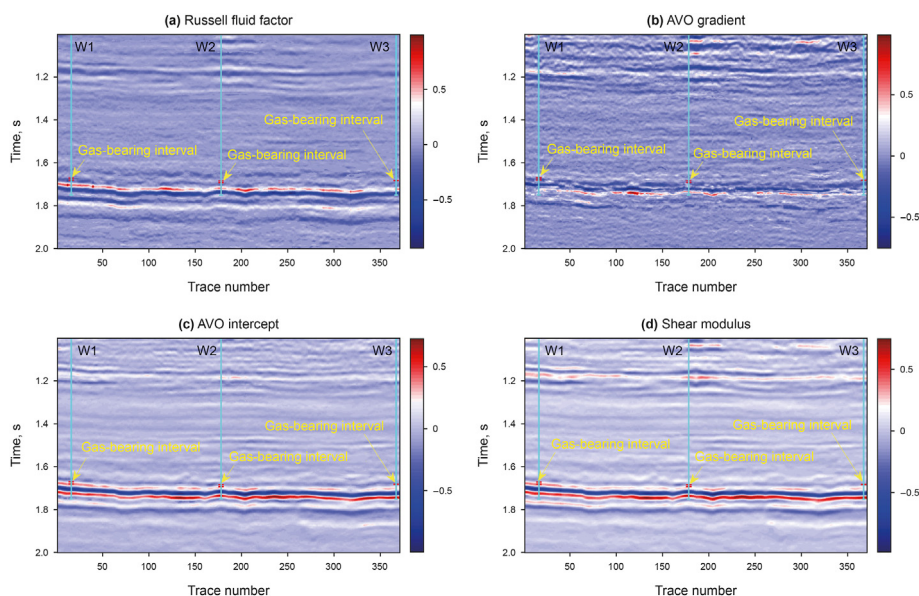 (a) Russell fluid factor
W1
W2
W3
Gas-bearing interval
Gas-bearing interval
Gas-bearing interval
Time, s
1.2
1.4
1.6
1.8
2.0
50
100
150
200
250
300
350
Trace number
0.5
0
−0.5
(b) AVO gradient
W1
W2
W3
Gas-bearing interval
Gas-bearing interval
Gas-bearing interval
Time, s
1.2
1.4
1.6
1.8
2.0
50
100
150
200
250
300
350
Trace number
0.5
0
−0.5
(c) AVO intercept
W1
W2
W3
Gas-bearing interval
Gas-bearing interval
Gas-bearing interval
Time, s
1.2
1.4
1.6
1.8
2.0
50
100
150
200
250
300
350
Trace number
0.5
0
−0.5
(d) Shear modulus
W1
W2
W3
Gas-bearing interval
Gas-bearing interval
Gas-bearing interval
Time, s
1.2
1.4
1.6
1.8
2.0
50
100
150
200
250
300
350
Trace number
0.5
0
−0.5